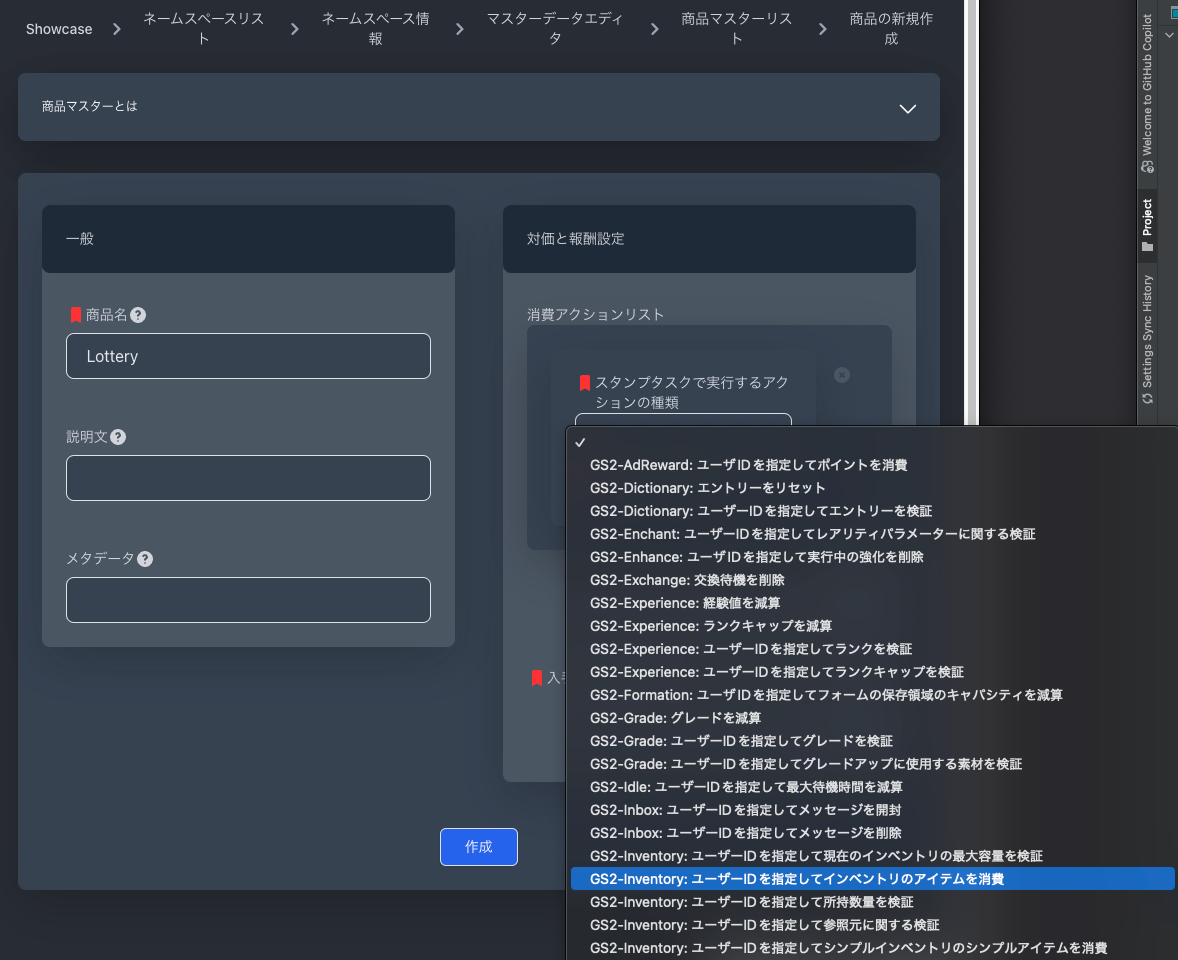 Showcase
ネームスペースリス
ト
ネームスペース情
報
マスターデータエディ
タ
商品マスターリス
ト
商品の新規作
成
商品マスターとは
一般
商品名
Lottery
説明文
メタデータ
対価と報酬設定
消費アクションリスト
スタンプタスクで実行するアク
ションの種類
入手
作成
GS2-AdReward: ユーザIDを指定してポイントを消費
GS2-Dictionary: エントリーをリセット
GS2-Dictionary: ユーザーIDを指定してエントリーを検証
GS2-Enchant: ユーザーIDを指定してレアリティパラメーターに関する検証
GS2-Enhance: ユーザIDを指定して実行中の強化を削除
GS2-Exchange: 交換待機を削除
GS2-Experience: 経験値を減算
GS2-Experience: ランクキャップを減算
GS2-Experience: ユーザーIDを指定してランクを検証
GS2-Experience: ユーザーIDを指定してランクキャップを検証
GS2-Formation: ユーザIDを指定してフォームの保存領域のキャパシティを減算
GS2-Grade: グレードを減算
GS2-Grade: ユーザーIDを指定してグレードを検証
GS2-Grade: ユーザーIDを指定してグレードアップに使用する素材を検証
GS2-Idle: ユーザーIDを指定して最大待機時間を減算
GS2-Inbox: ユーザーIDを指定してメッセージを開封
GS2-Inbox: ユーザーIDを指定してメッセージを削除
GS2-Inventory: ユーザーIDを指定して現在のインベントリの最大容量を検証
GS2-Inventory: ユーザーIDを指定してインベントリのアイテムを消費
GS2-Inventory: ユーザーIDを指定して所持数量を検証
GS2-Inventory: ユーザーIDを指定して参照元に関する検証
GS2-Inventory: ユーザーIDを指定してシンプルインベントリのシンプルアイテムを消費
Welcome to GitHub Copilot
Project
Settings Sync History